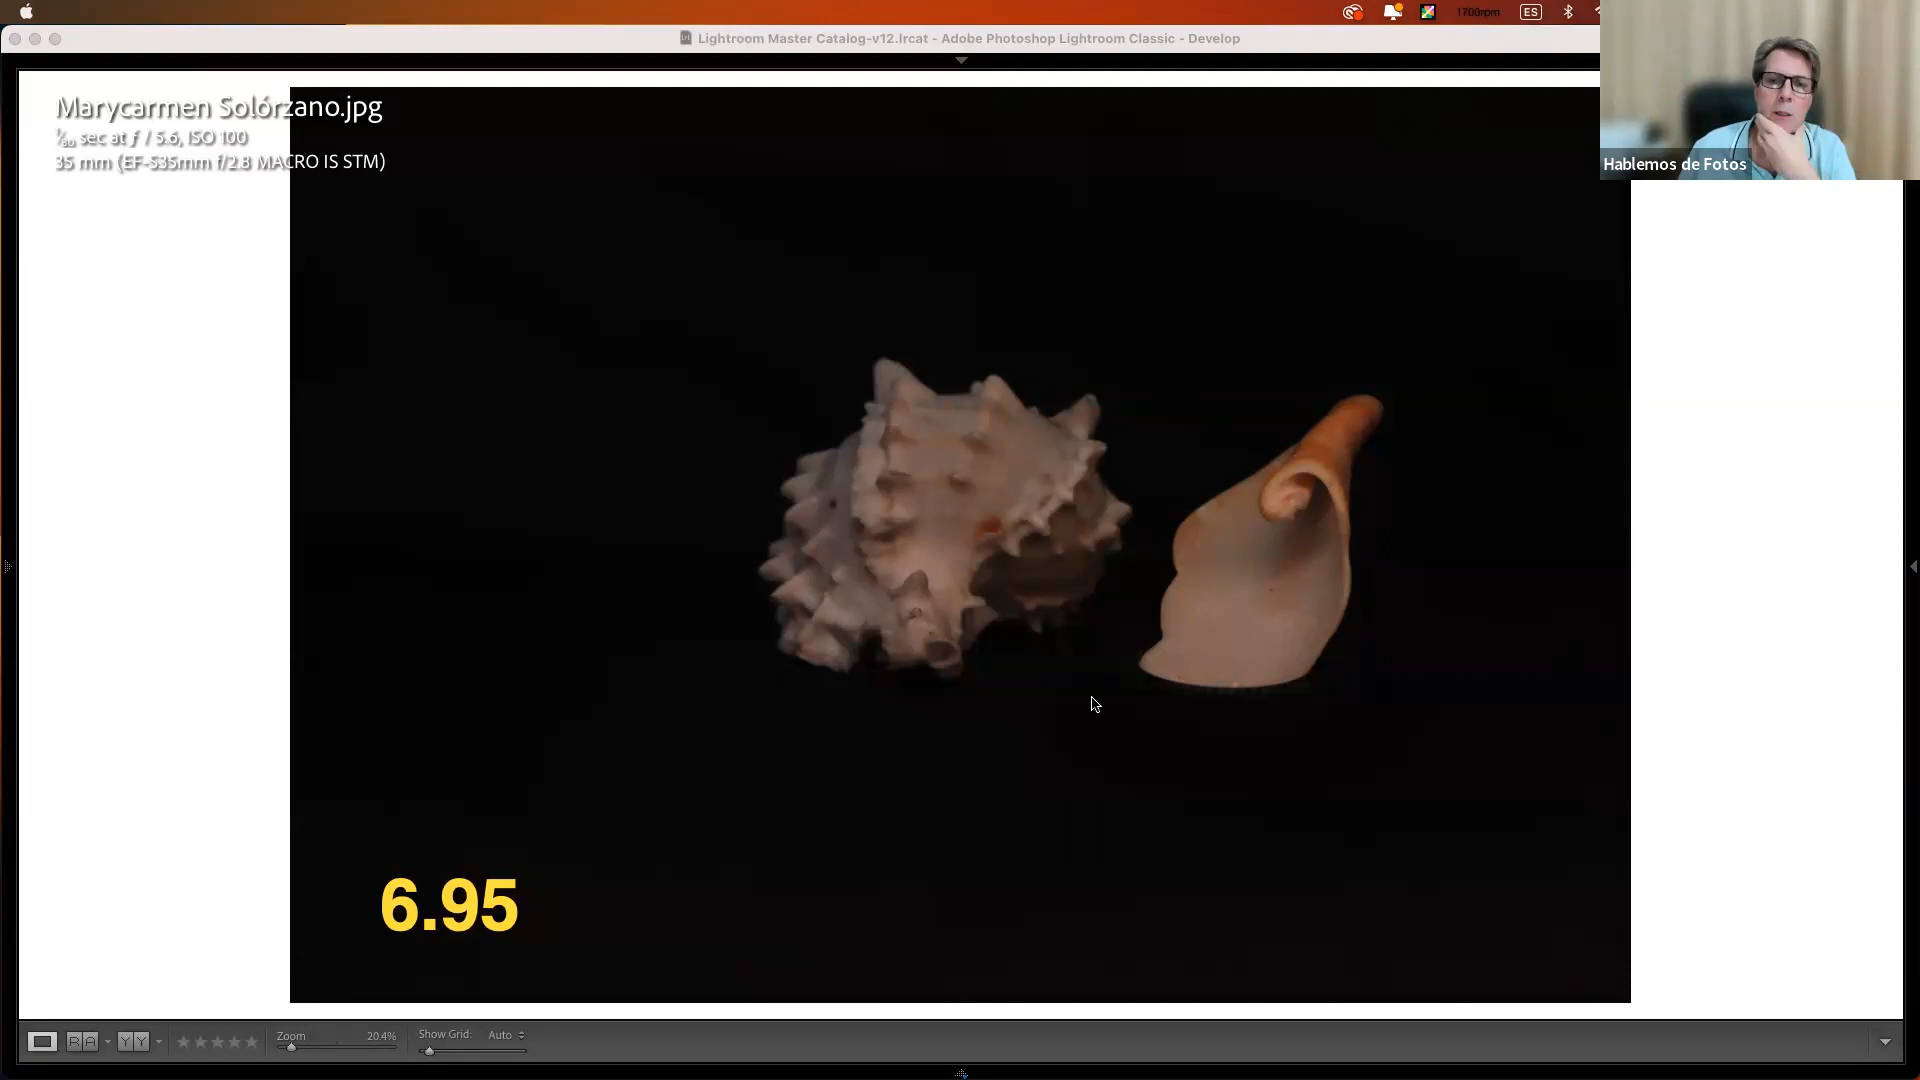 1700rpm
ES
Lightroom Master Catalog-v12.lrcat - Adobe Photoshop Lightroom Classic - Develop
Marycarmen Solórzano.jpg
1/80 sec at ƒ / 5.6, ISO 100
35 mm (EF-S35mm f/2.8 MACRO IS STM)
Hablemos de Fotos
6.95
R A
Y Y
Zoom 20.4%
Show Grid: Auto